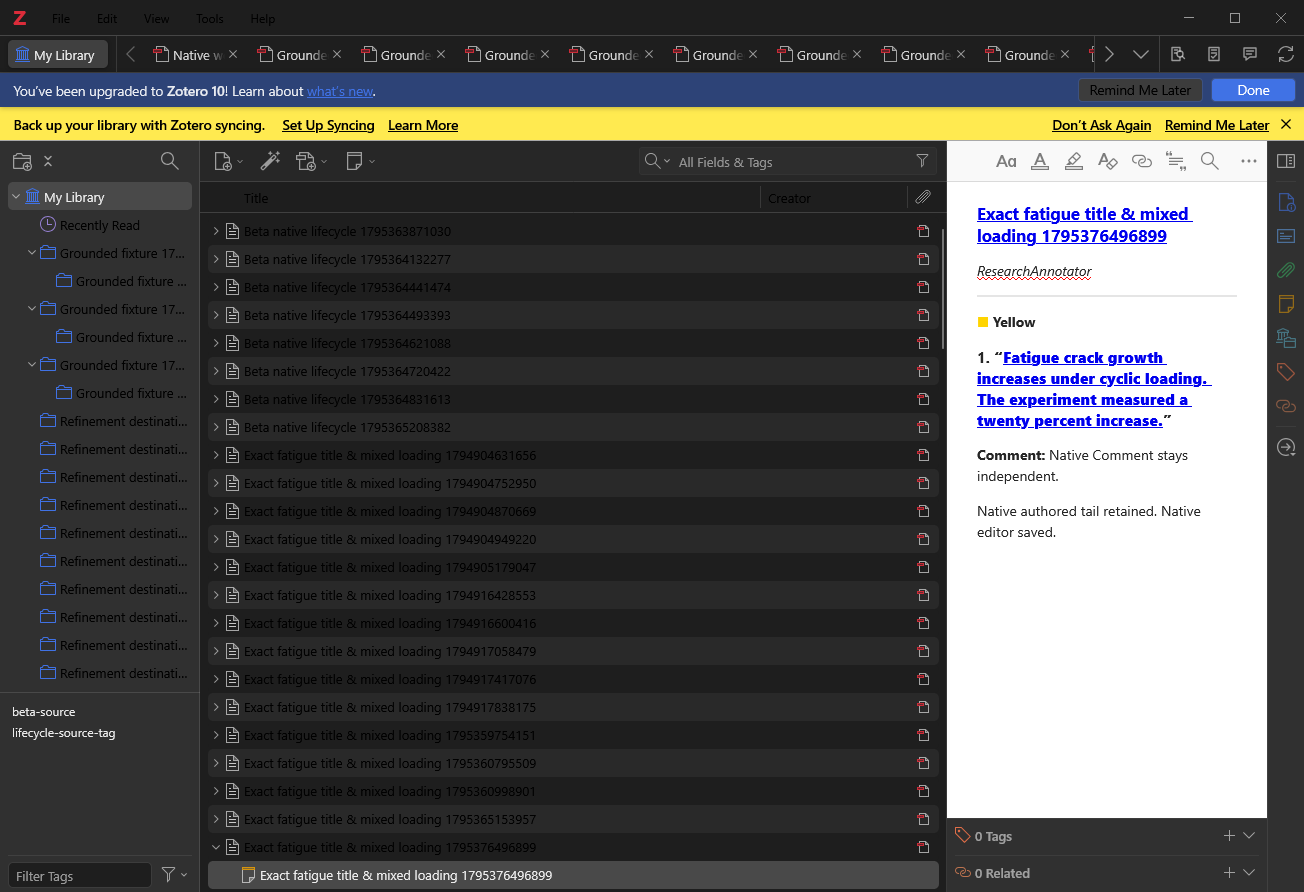 Z File Edit View Tools Help
My Library Native w Grounde Grounde Grounde Grounde Grounde Grounde Grounde Grounde
You've been upgraded to Zotero 10! Learn about what's new. Remind Me Later Done
Back up your library with Zotero syncing. Set Up Syncing Learn More Don't Ask Again Remind Me Later
My Library
Recently Read
Grounded fixture 17...
Grounded fixture ...
Grounded fixture 17...
Grounded fixture ...
Grounded fixture 17...
Grounded fixture ...
Refinement destinati...
Refinement destinati...
Refinement destinati...
Refinement destinati...
Refinement destinati...
Refinement destinati...
Refinement destinati...
Refinement destinati...
Refinement destinati...
Refinement destinati...
beta-source
lifecycle-source-tag
Filter Tags
All Fields & Tags
Title Creator
Beta native lifecycle 1795363871030
Beta native lifecycle 1795364132277
Beta native lifecycle 1795364441474
Beta native lifecycle 1795364493393
Beta native lifecycle 1795364621088
Beta native lifecycle 1795364720422
Beta native lifecycle 1795364831613
Beta native lifecycle 1795365208382
Exact fatigue title & mixed loading 1794904631656
Exact fatigue title & mixed loading 1794904752950
Exact fatigue title & mixed loading 1794904870669
Exact fatigue title & mixed loading 1794904949220
Exact fatigue title & mixed loading 1794905179047
Exact fatigue title & mixed loading 1794916428553
Exact fatigue title & mixed loading 1794916600416
Exact fatigue title & mixed loading 1794917058479
Exact fatigue title & mixed loading 1794917417076
Exact fatigue title & mixed loading 1794917838175
Exact fatigue title & mixed loading 1795359754151
Exact fatigue title & mixed loading 1795360795509
Exact fatigue title & mixed loading 1795360998901
Exact fatigue title & mixed loading 1795365153957
Exact fatigue title & mixed loading 1795376496899
Exact fatigue title & mixed loading 1795376496899
Aa A
Exact fatigue title & mixed
loading 1795376496899
ResearchAnnotator
Yellow
1. “Fatigue crack growth
increases under cyclic loading.
The experiment measured a
twenty percent increase.”
Comment: Native Comment stays
independent.
Native authored tail retained. Native
editor saved.
0 Tags
0 Related